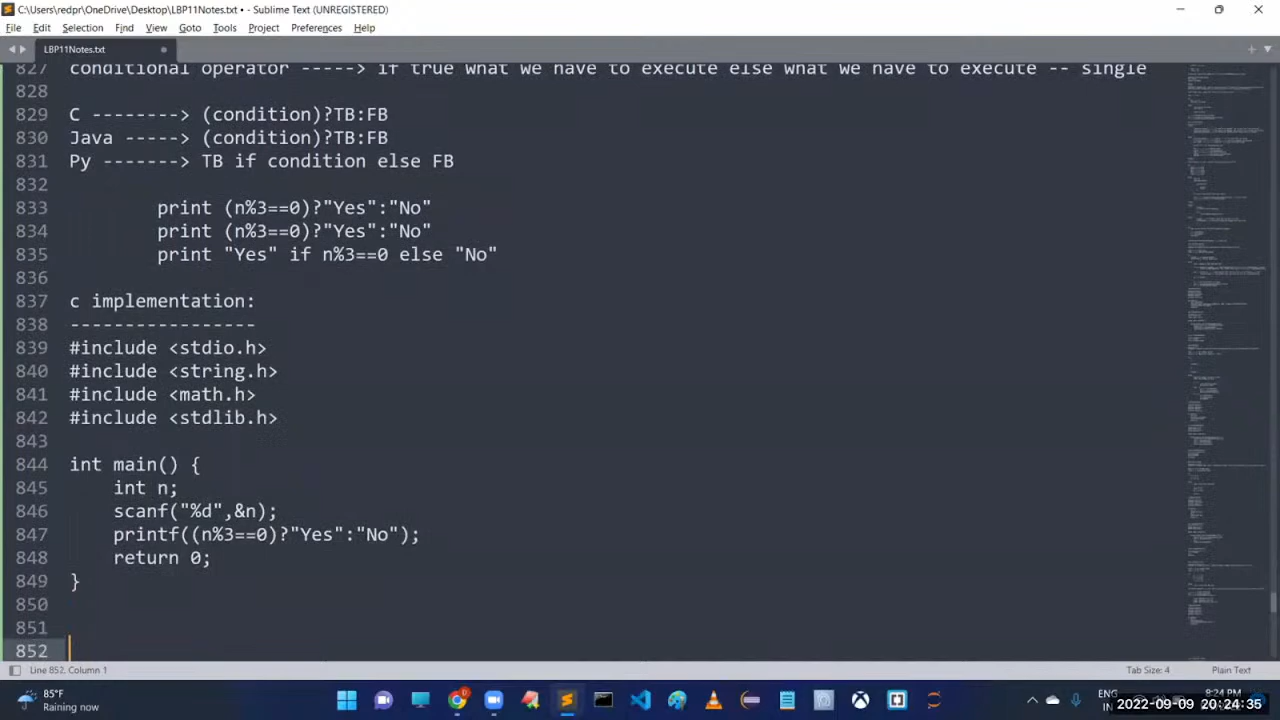 C:\Users\redpr\OneDrive\Desktop\LBP11Notes.txt • - Sublime Text (UNREGISTERED)
File Edit Selection Find View Goto Tools Project Preferences Help
LBP11Notes.txt
827 conditional operator -----> if true what we have to execute else what we have to execute -- single
828
829 C --------> (condition)?TB:FB
830 Java -----> (condition)?TB:FB
831 Py -------> TB if condition else FB
832
833 print (n%3==0)?"Yes":"No"
834 print (n%3==0)?"Yes":"No"
835 print "Yes" if n%3==0 else "No"
836
837 c implementation:
838 -----------------
839 #include <stdio.h>
840 #include <string.h>
841 #include <math.h>
842 #include <stdlib.h>
843
844 int main() {
845 int n;
846 scanf("%d",&n);
847 printf((n%3==0)?"Yes":"No");
848 return 0;
849 }
850
851
852
Line 852, Column 1 Tab Size: 4 Plain Text
85°F
Raining now
ENG
IN
8:24 PM
2022-09-09 20:24:35